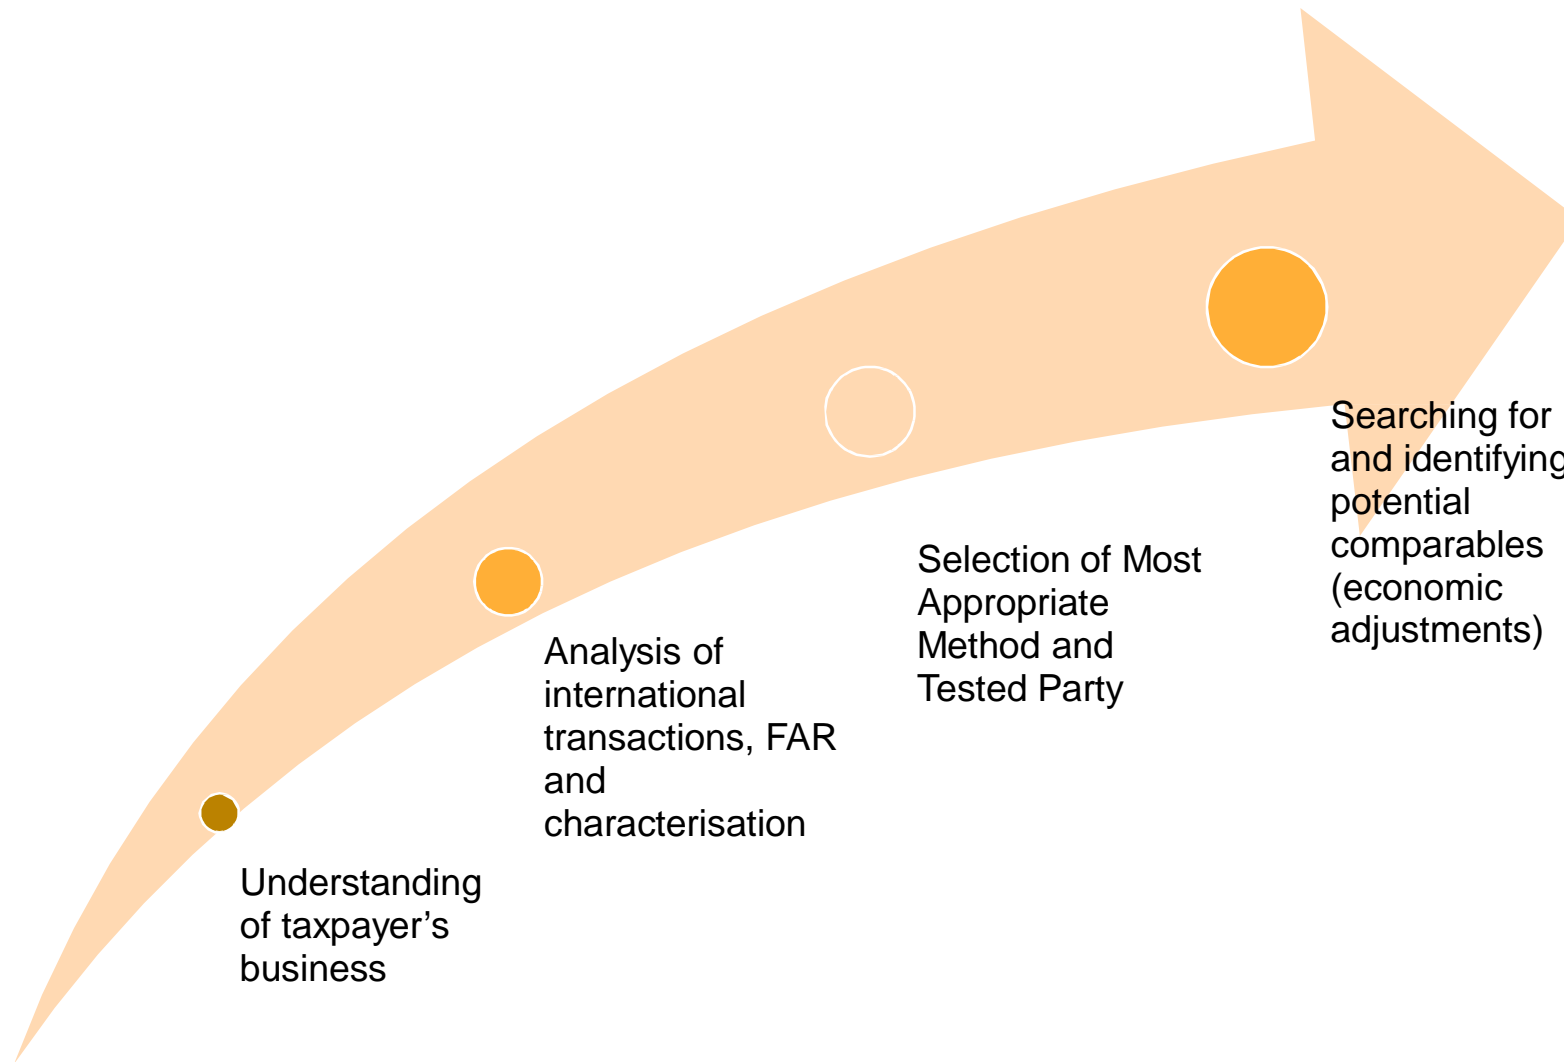 Understanding
of taxpayer’s
business
Analysis of
international
transactions, FAR
and
characterisation
Selection of Most
Appropriate
Method and
Tested Party
Searching for
and identifying
potential
comparables
(economic
adjustments)